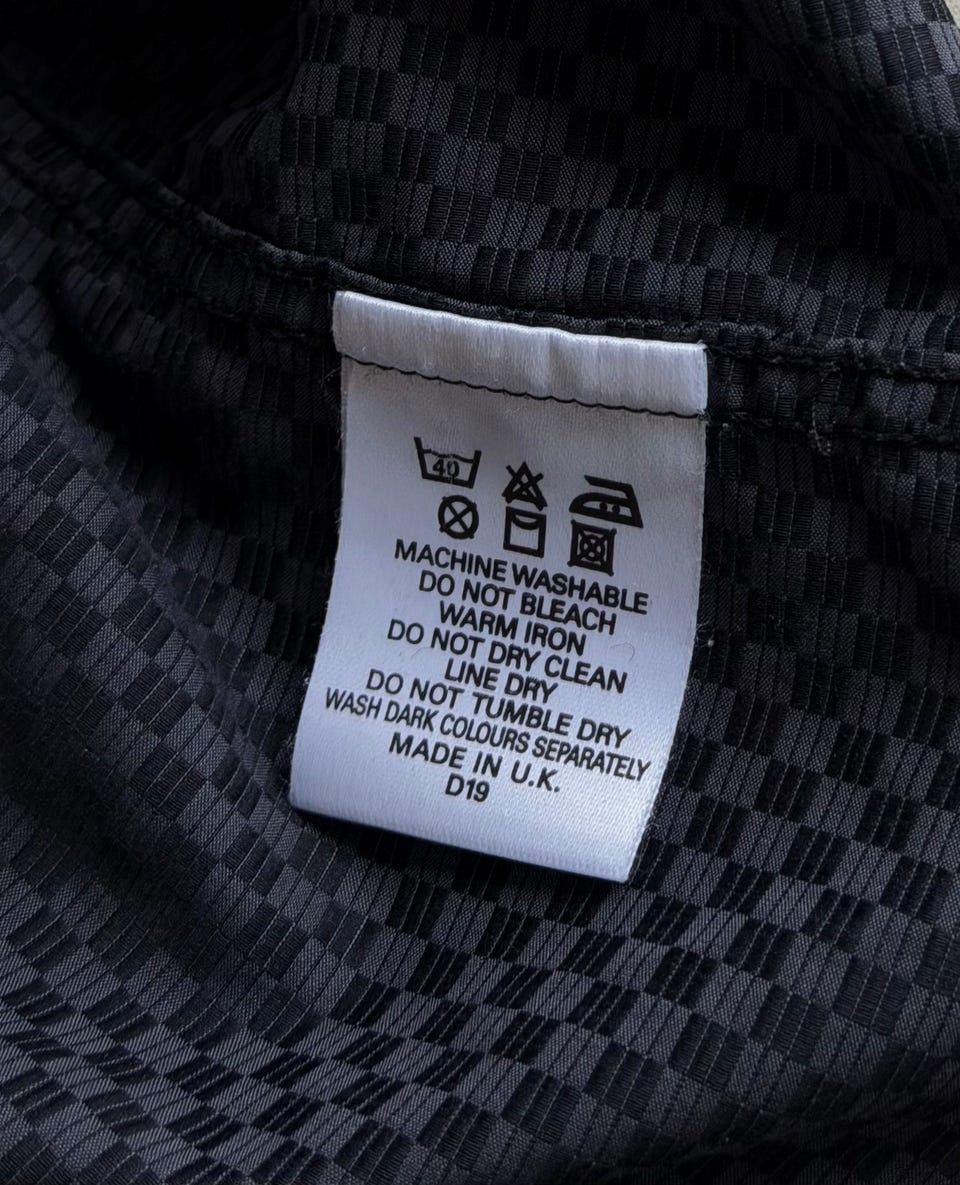 40
MACHINE WASHABLE
DO NOT BLEACH
WARM IRON
DO NOT DRY CLEAN
LINE DRY
DO NOT TUMBLE DRY
WASH DARK COLOURS SEPARATELY
MADE IN U.K.
D19